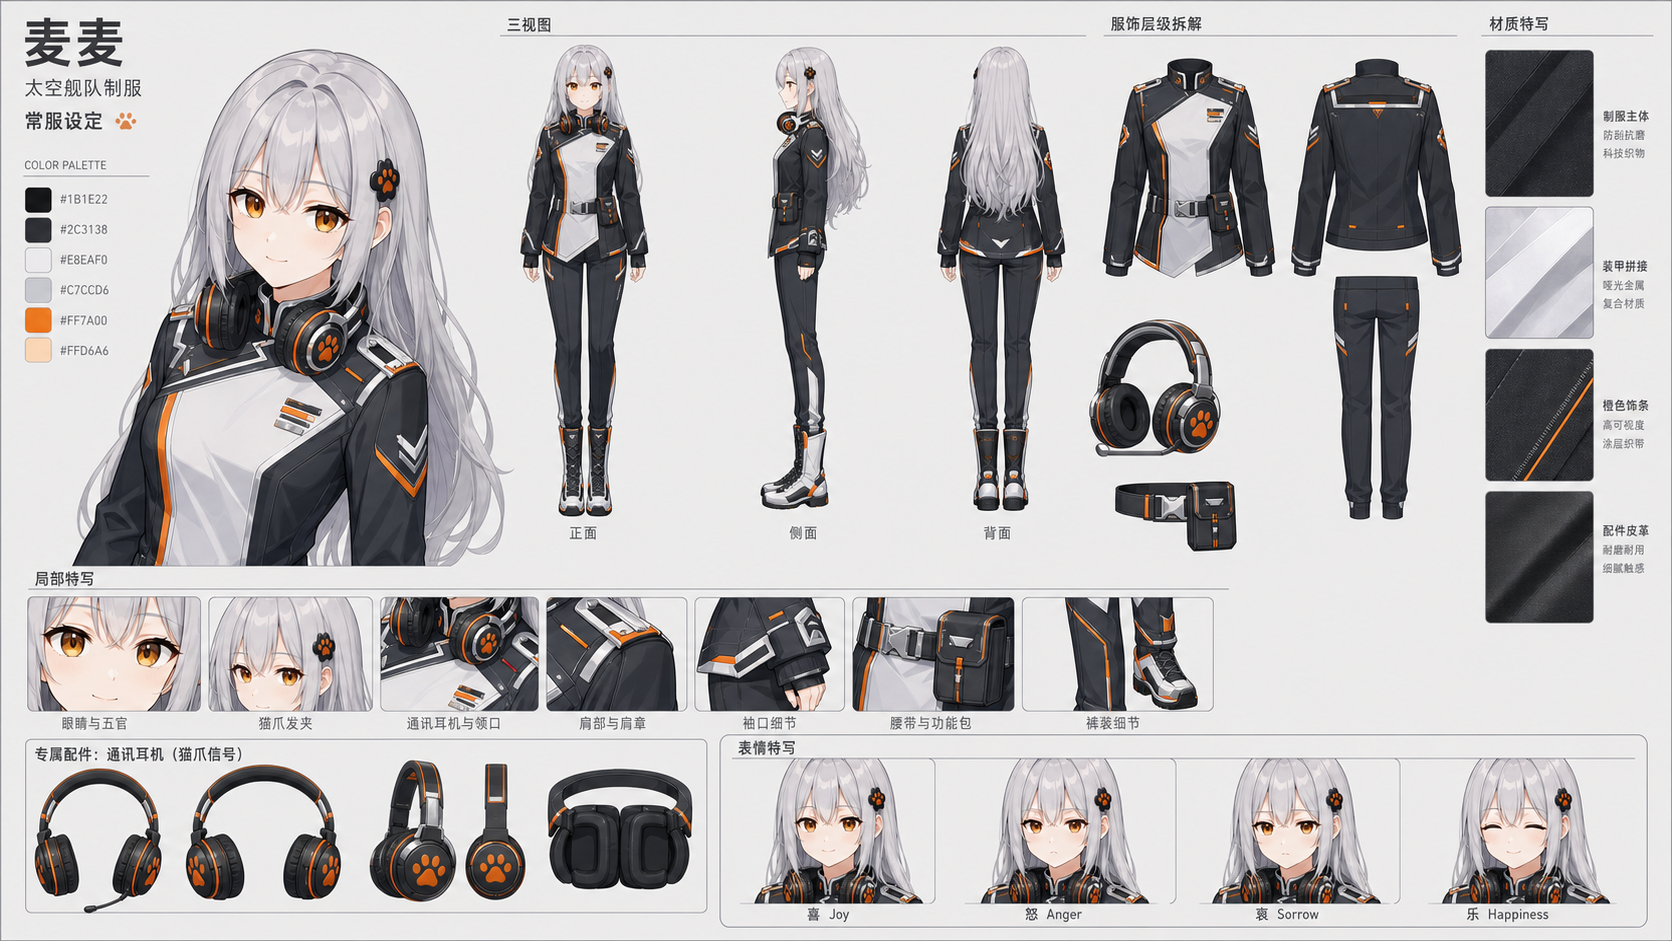 麦麦
太空舰队制服
常服设定
COLOR PALETTE
#1B1E22
#2C3138
#E8EAF0
#C7CCD6
#FF7A00
#FFD6A6
三视图
正面
侧面
背面
服饰层级拆解
材质特写
制服主体
防割抗磨
科技织物
装甲拼接
哑光金属
复合材质
橙色饰条
高可视度
涂层织带
配件皮革
耐磨耐用
细腻触感
局部特写
眼睛与五官
猫爪发夹
通讯耳机与领口
肩部与肩章
袖口细节
腰带与功能包
裤装细节
专属配件：通讯耳机（猫爪信号）
表情特写
喜 Joy
怒 Anger
哀 Sorrow
乐 Happiness